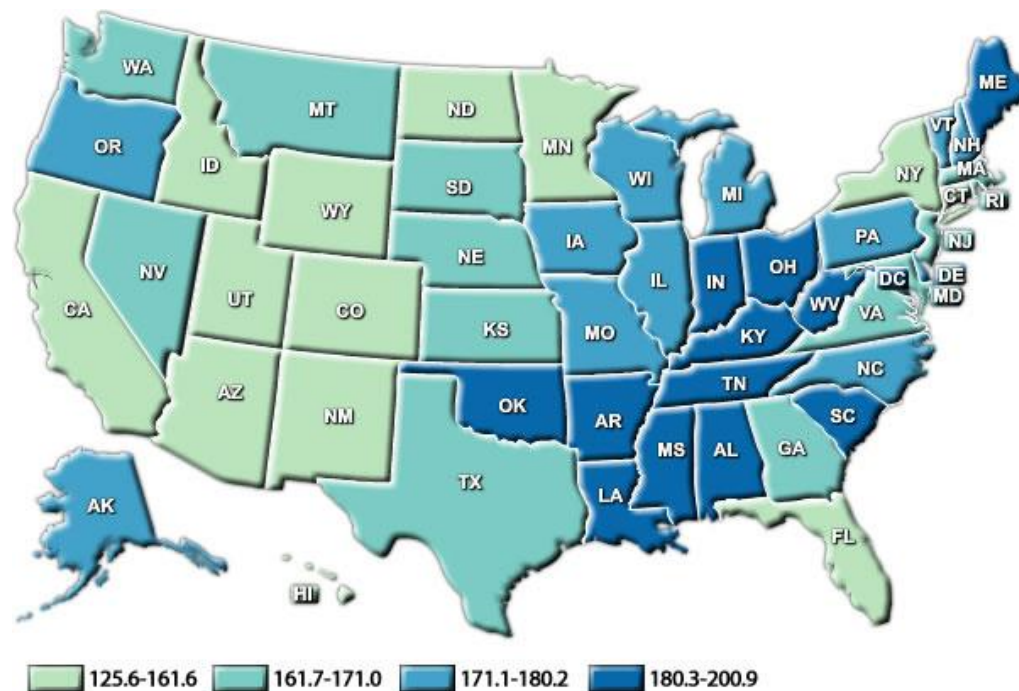 WA
MT
ND
MN
ME
OR
ID
WY
SD
WI
MI
VT
NH
NY
MA
CT
RI
NV
UT
CO
NE
IA
IL
IN
OH
PA
NJ
CA
KS
MO
KY
WV
VA
DC
DE
MD
AZ
NM
OK
AR
TN
NC
SC
TX
LA
MS
AL
GA
FL
AK
HI
125.6-161.6 161.7-171.0 171.1-180.2 180.3-200.9